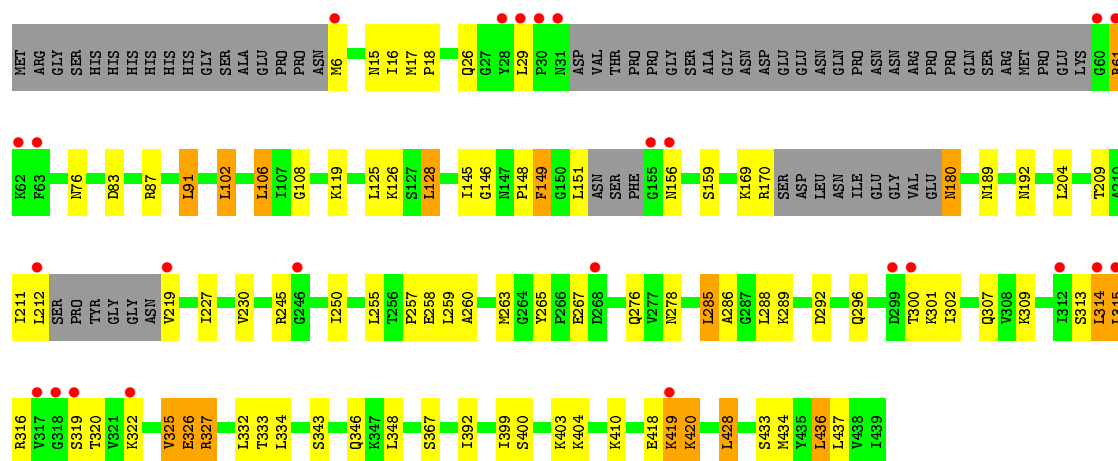 MET ARG GLY SER HIS HIS HIS HIS HIS HIS GLY SER ALA GLU PRO PRO ASN M6 N15 I16 M17 P18 Q26 G27 Y28 L29 P30 N31 ASP VAL THR PRO PRO GLY SER ALA GLY ASN ASP GLU GLU ASN GLN PRO ASN ASN ARG PRO PRO GLN SER ARG MET PRO GLU LYS G60
K62 F63 N76 D83 R87 L91 L102 L106 I107 G108 K119 L125 K126 S127 L128 I145 G146 N147 P148 F149 G150 L151 ASN SER PHE G155 N156 S159 K169 R170 SER ASP LEU ASN ILE GLU GLY VAL GLU N180 N189 N192 L204 T209
I211 L212 SER PRO TYR GLY GLY ASN V219 I227 V230 R245 G246 I250 L255 T256 P257 E258 L259 A260 M263 G264 Y265 P266 E267 D268 Q276 V277 N278 L285 A286 G287 L288 K289 D292 Q296 D299 T300 K301 I302 Q307 V308 K309 I312 S313 L314 L315
R316 V317 G318 S319 T320 V321 K322 V325 E326 R327 L332 T333 L334 S343 Q346 K347 L348 S367 I392 I399 S400 K403 K404 K410 E418 K419 K420 L428 S433 M434 Y435 L436 L437 V438 I439